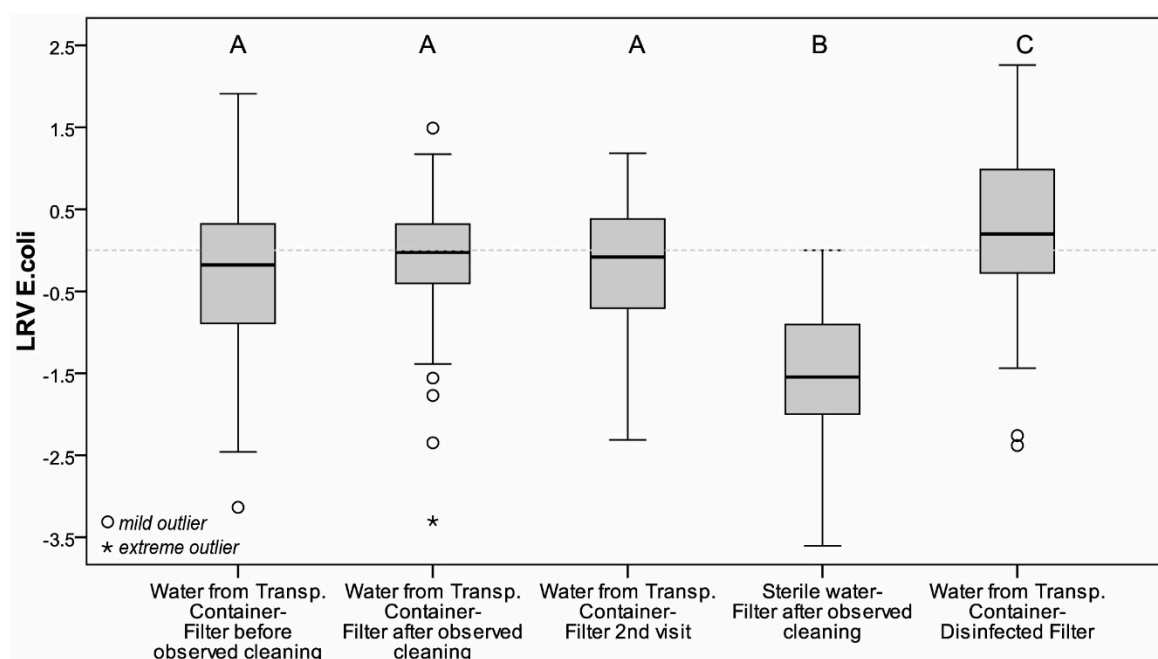 A A A B C
2.5
1.5
0.5
-0.5
-1.5
-2.5
-3.5
LRV E.coli
mild outlier
extreme outlier
Water from Transp.
Container-
Filter before
observed cleaning
Water from Transp.
Container-
Filter after observed
cleaning
Water from Transp.
Container-
Filter 2nd visit
Sterile water-
Filter after observed
cleaning
Water from Transp.
Container-
Disinfected Filter